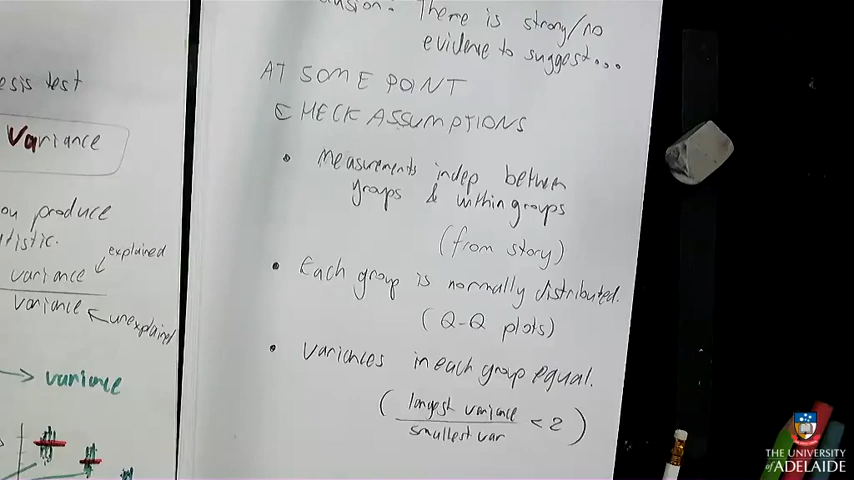 esis test
Variance
ou produce
tistic.
explained
variance
variance
unexplained
variance
usion: There is strong/no
evidence to suggest...
AT SOME POINT
CHECK ASSUMPTIONS
• Measurements indep between
groups & within groups
(from story)
• Each group is normally distributed.
(Q-Q plots)
• Variances in each group equal.
( largest variance
smallest var < 2 )
THE UNIVERSITY
of ADELAIDE